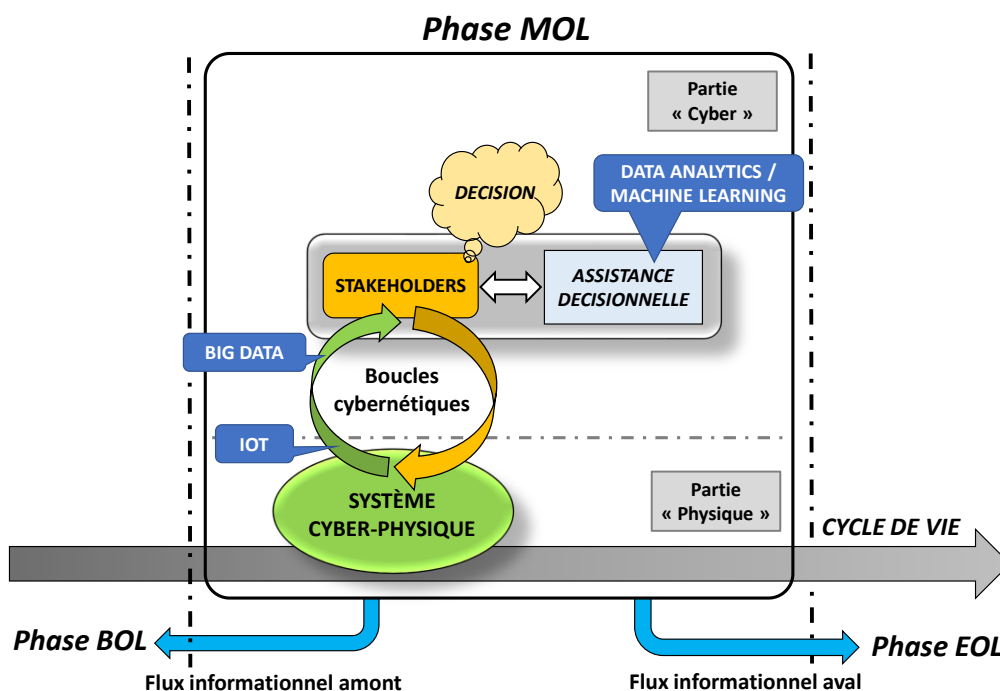 Phase MOL
Partie
« Cyber »
DECISION
DATA ANALYTICS /
MACHINE LEARNING
STAKEHOLDERS
ASSISTANCE
DECISIONNELLE
BIG DATA
Boucles
cybernétiques
IOT
SYSTÈME
CYBER-PHYSIQUE
Partie
« Physique »
CYCLE DE VIE
Phase BOL
Phase EOL
Flux informationnel amont
Flux informationnel aval